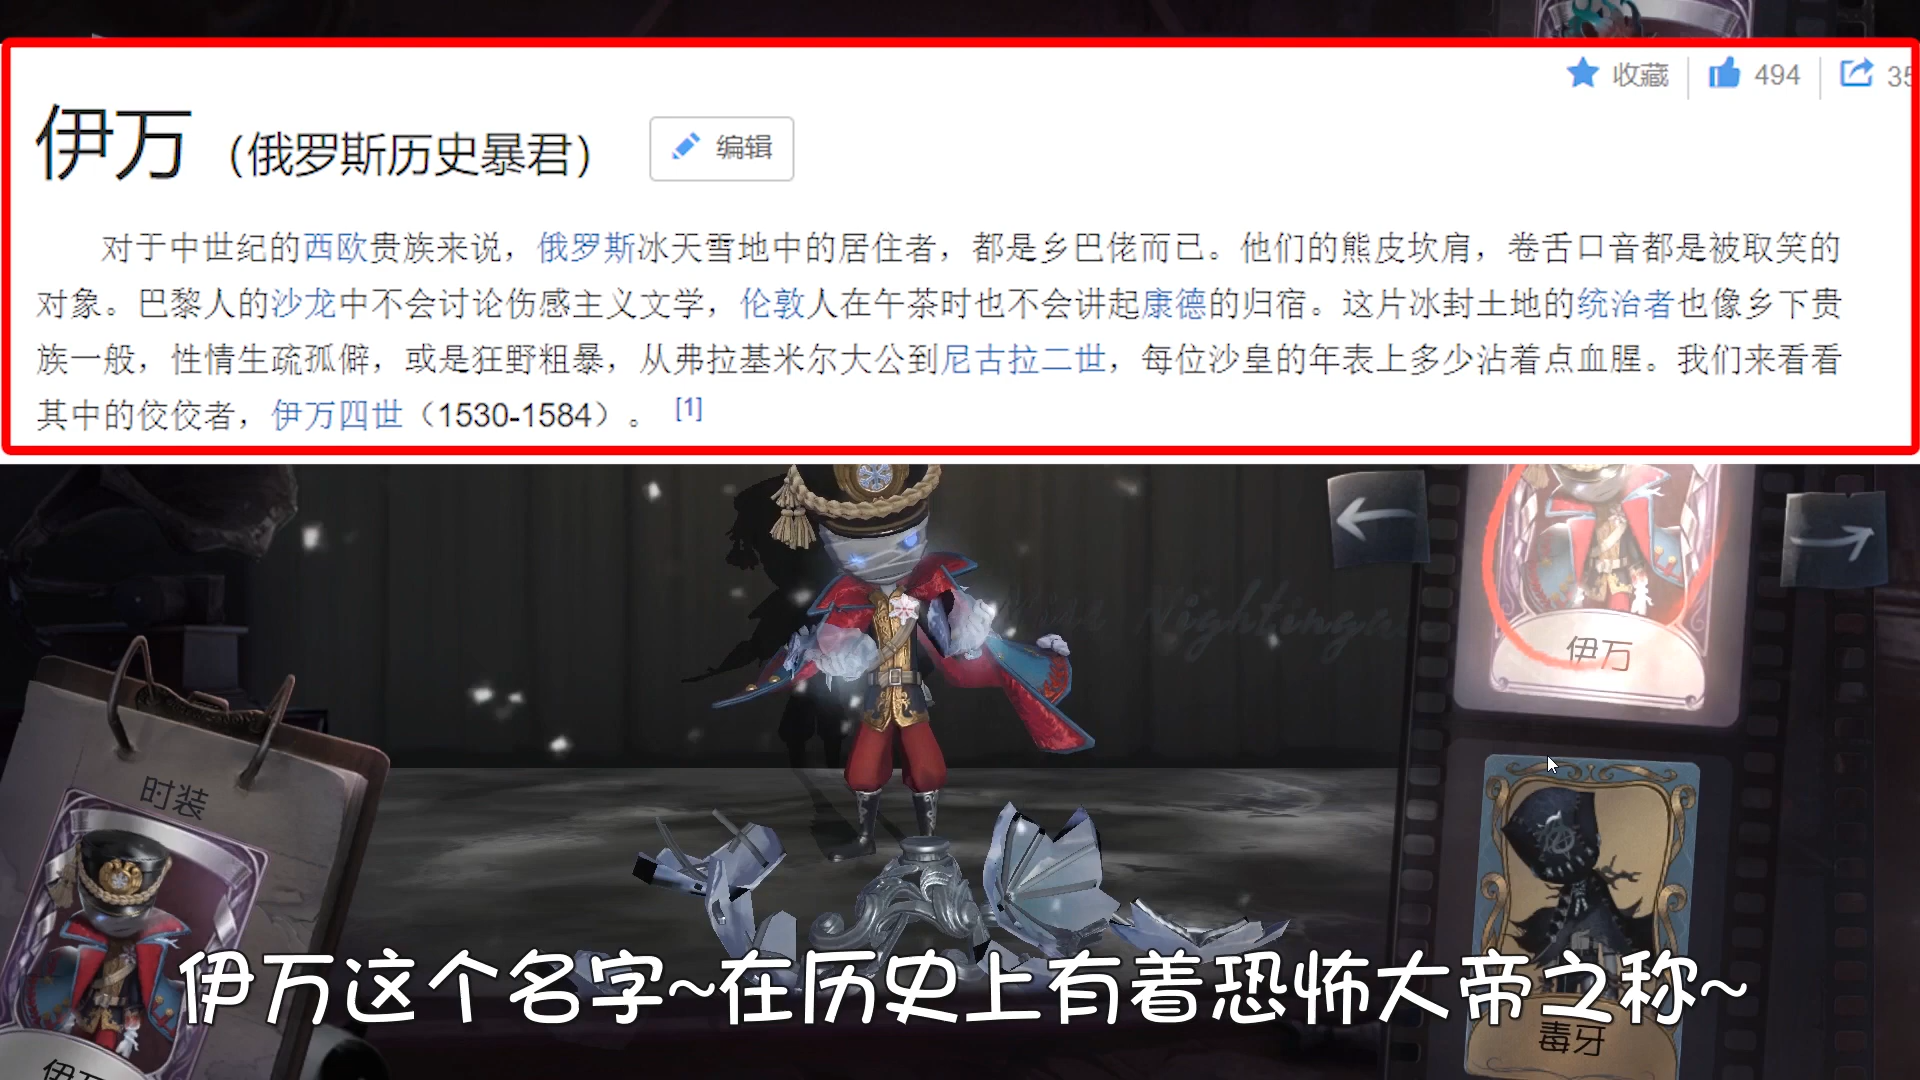 收藏 494 35
伊万（俄罗斯历史暴君） 编辑
对于中世纪的西欧贵族来说，俄罗斯冰天雪地中的居住者，都是乡巴佬而已。他们的熊皮坎肩，卷舌口音都是被取笑的
对象。巴黎人的沙龙中不会讨论伤感主义文学，伦敦人在午茶时也不会讲起康德的归宿。这片冰封土地的统治者也像乡下贵
族一般，性情生疏孤僻，或是狂野粗暴，从弗拉基米尔大公到尼古拉二世，每位沙皇的年表上多少沾着点血腥。我们来看看
其中的佼佼者，伊万四世（1530-1584）。 [1]
伊万
时装
伊万这个名字~在历史上有着恐怖大帝之称~
毒牙
伊万